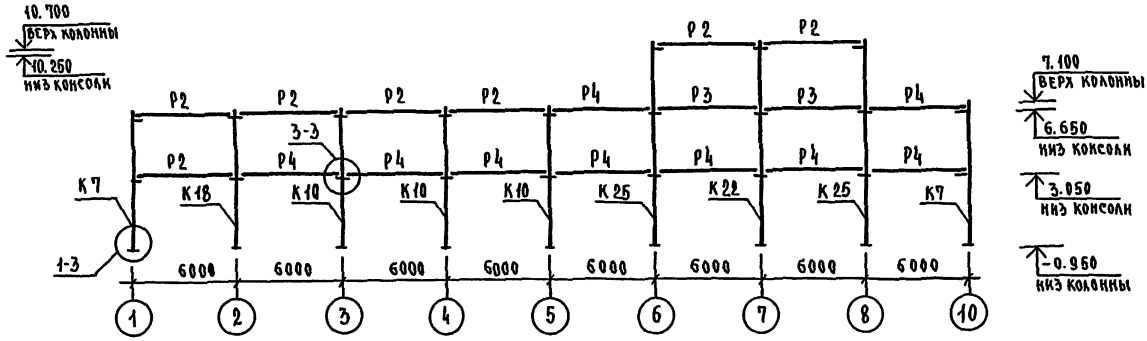 10.700
ВЕРХ КОЛОННЫ
10.250
НИЗ КОНСОЛИ
Р2 Р2
7.100
ВЕРХ КОЛОННЫ
6.650
НИЗ КОНСОЛИ
Р2 Р2 Р2 Р2 Р4 Р3 Р3 Р4
3-3
Р2 Р4 Р4 Р4 Р4 Р4 Р4 Р4
3.050
НИЗ КОНСОЛИ
К7 К18 К10 К10 К10 К25 К22 К25 К7
1-3
-0.950
НИЗ КОЛОННЫ
6000 6000 6000 6000 6000 6000 6000 6000
1 2 3 4 5 6 7 8 10